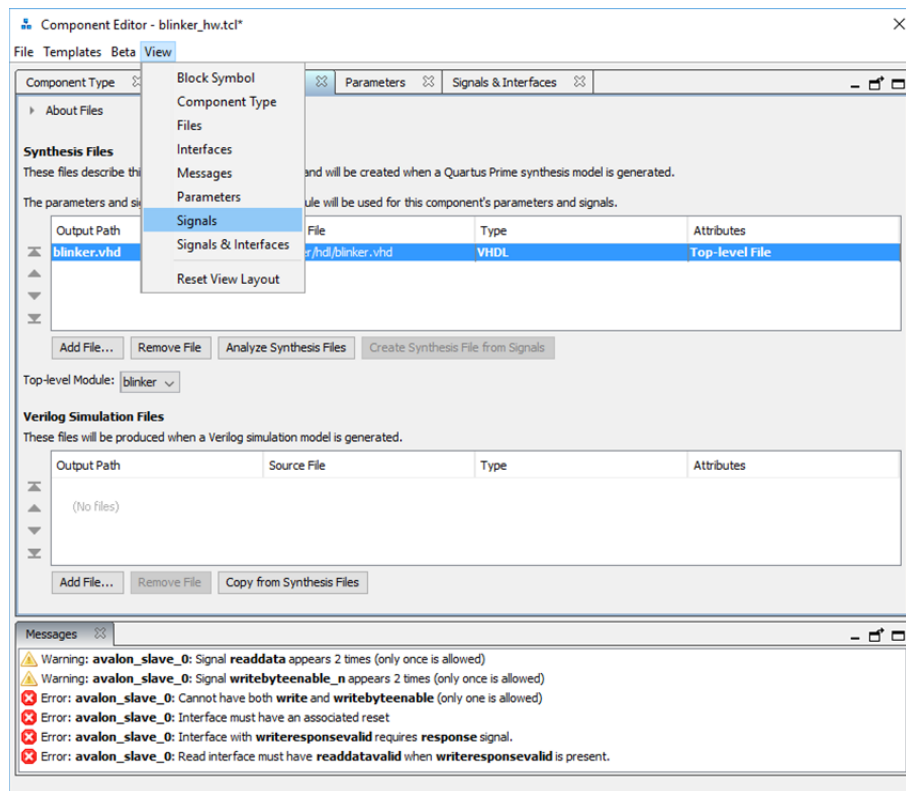 Component Editor - blinker_hw.tcl*
File Templates Beta View
Component Type
Parameters
Signals & Interfaces
Block Symbol
Component Type
Files
Interfaces
Messages
Parameters
Signals
Signals & Interfaces
Reset View Layout
About Files
Synthesis Files
These files describe thi and will be created when a Quartus Prime synthesis model is generated.
The parameters and si ule will be used for this component's parameters and signals.
Output Path File Type Attributes
blinker.vhd er/hdl/blinker.vhd VHDL Top-level File
Add File... Remove File Analyze Synthesis Files Create Synthesis File from Signals
Top-level Module: blinker
Verilog Simulation Files
These files will be produced when a Verilog simulation model is generated.
Output Path Source File Type Attributes
(No files)
Add File... Remove File Copy from Synthesis Files
Messages
Warning: avalon_slave_0: Signal readdata appears 2 times (only once is allowed)
Warning: avalon_slave_0: Signal writebyteenable_n appears 2 times (only once is allowed)
Error: avalon_slave_0: Cannot have both write and writebyteenable (only one is allowed)
Error: avalon_slave_0: Interface must have an associated reset
Error: avalon_slave_0: Interface with writeresponsevalid requires response signal.
Error: avalon_slave_0: Read interface must have readdatavalid when writeresponsevalid is present.